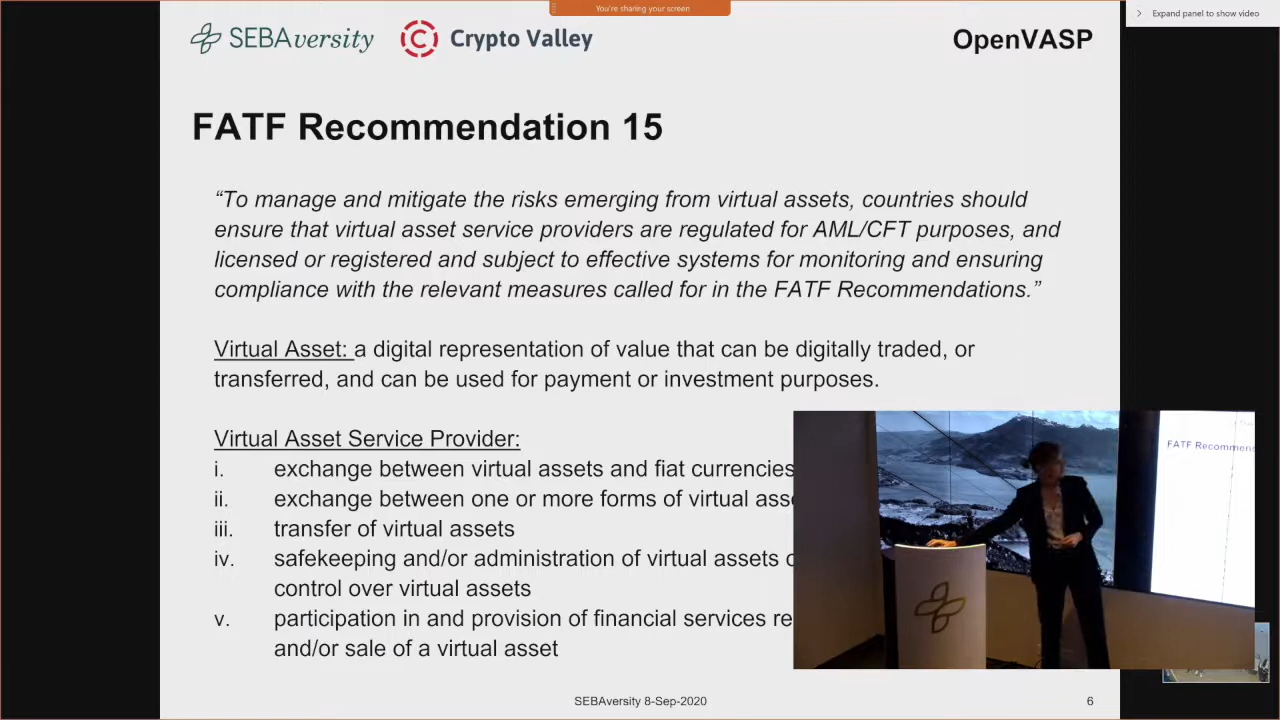 You're sharing your screen
Expand panel to show video
SEBAversity Crypto Valley OpenVASP
FATF Recommendation 15
“To manage and mitigate the risks emerging from virtual assets, countries should
ensure that virtual asset service providers are regulated for AML/CFT purposes, and
licensed or registered and subject to effective systems for monitoring and ensuring
compliance with the relevant measures called for in the FATF Recommendations.”
Virtual Asset: a digital representation of value that can be digitally traded, or
transferred, and can be used for payment or investment purposes.
Virtual Asset Service Provider:
i. exchange between virtual assets and fiat currencies
ii. exchange between one or more forms of virtual
iii. transfer of virtual assets
iv. safekeeping and/or administration of virtual assets
control over virtual assets
v. participation in and provision of financial services
and/or sale of a virtual asset
FATF
SEBAversity 8-Sep-2020 6